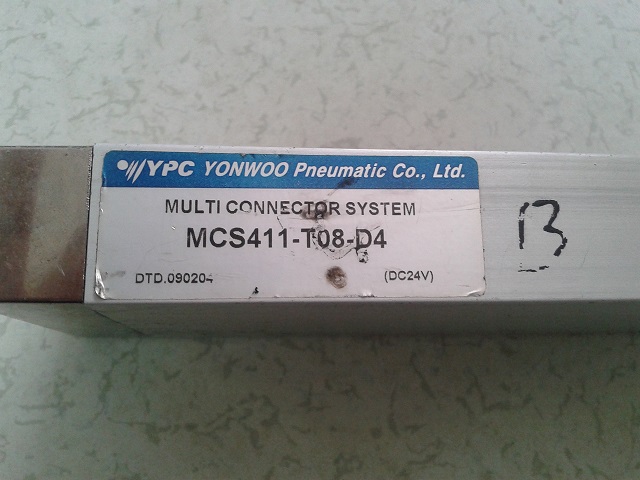 YPC YONWOO Pneumatic Co., Ltd.
MULTI CONNECTOR SYSTEM
MCS411-T08-D4
DTD.090204 (DC24V)
13